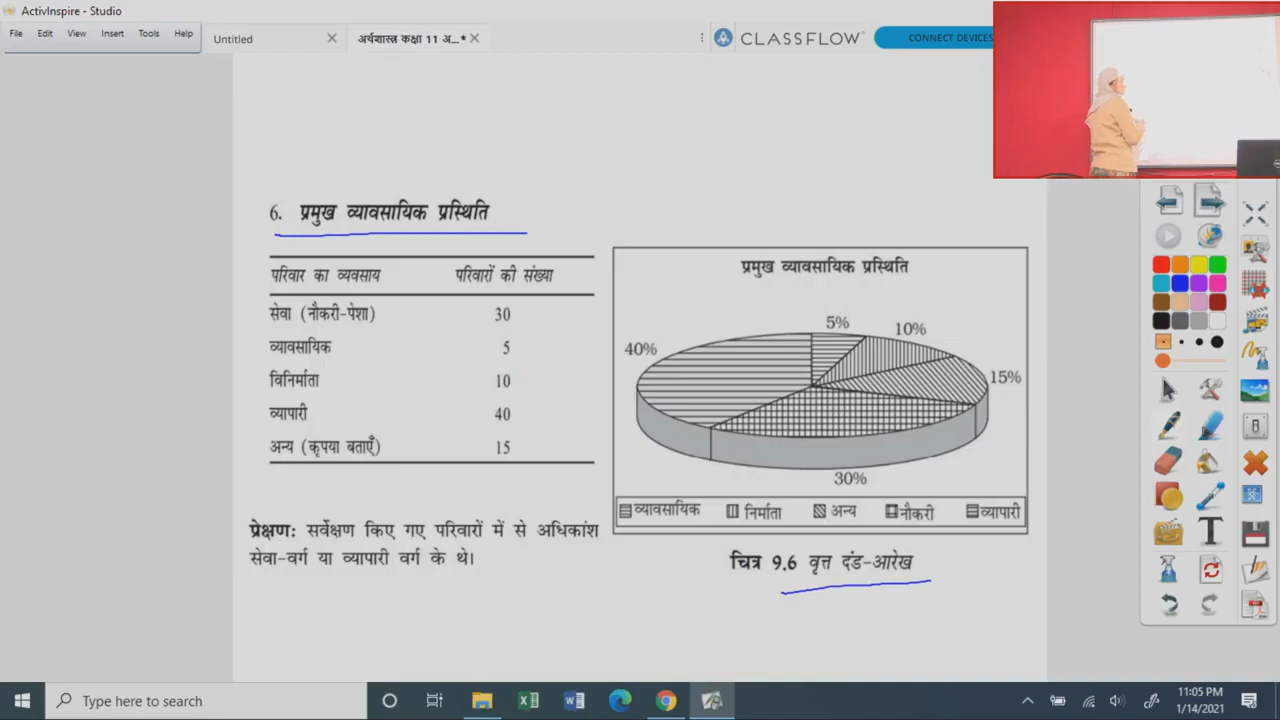 ActivInspire - Studio
File Edit View Insert Tools Help
Untitled
अर्थशास्त्र कक्षा 11 अ...*
CLASSFLOW
CONNECT DEVICES
6. प्रमुख व्यावसायिक प्रस्थिति
परिवार का व्यवसाय परिवारों की संख्या
सेवा (नौकरी-पेशा) 30
व्यावसायिक 5
विनिर्माता 10
व्यापारी 40
अन्य (कृपया बताएँ) 15
प्रेक्षण: सर्वेक्षण किए गए परिवारों में से अधिकांश
सेवा-वर्ग या व्यापारी वर्ग के थे।
प्रमुख व्यावसायिक प्रस्थिति
5%
10%
40%
15%
30%
व्यावसायिक निर्माता अन्य नौकरी व्यापारी
चित्र 9.6 वृत्त दंड-आरेख
Type here to search
11:05 PM
1/14/2021